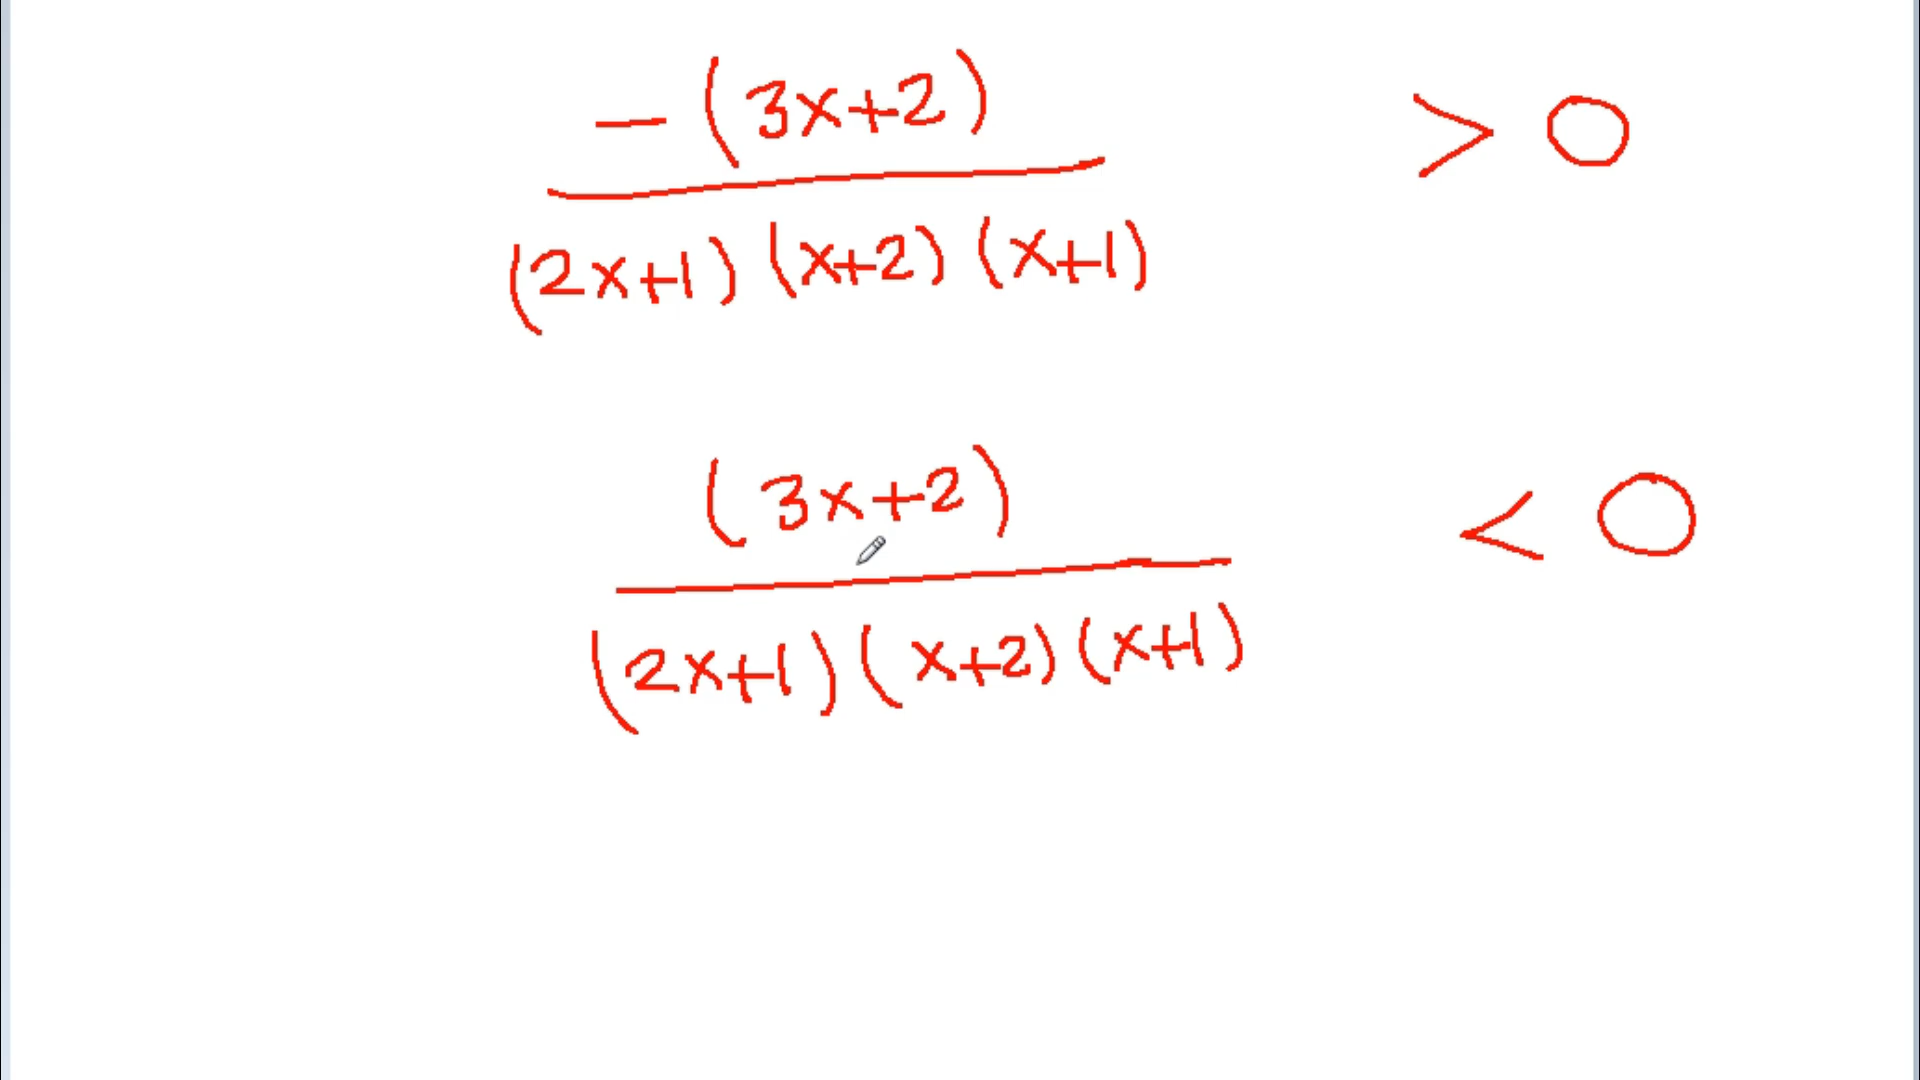 -(3x+2) > 0
(2x+1)(x+2)(x+1)
(3x+2) < 0
(2x+1)(x+2)(x+1)